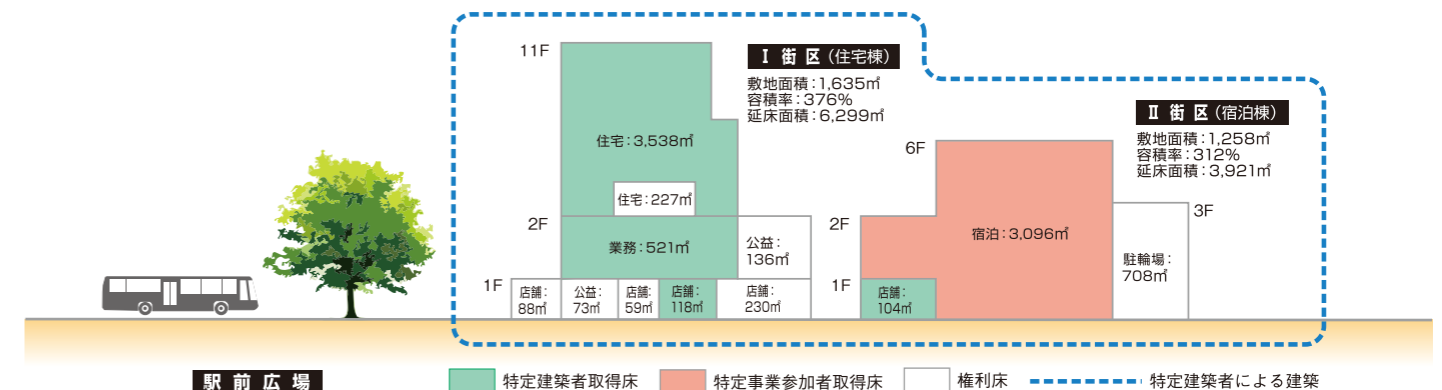 11F
Ⅰ 街 区 (住宅棟)
敷地面積:1,635㎡
容積率:376%
延床面積:6,299㎡
Ⅱ 街 区 (宿泊棟)
敷地面積:1,258㎡
容積率:312%
延床面積:3,921㎡
住宅:3,538㎡
住宅:227㎡
2F
業務:521㎡
公益:
136㎡
1F
店舗:
88㎡
公益:
73㎡
店舗:
59㎡
店舗:
118㎡
店舗:
230㎡
6F
2F
宿泊:3,096㎡
3F
駐輪場:
708㎡
1F
店舗:
104㎡
駅 前 広 場
特定建築者取得床
特定事業参加者取得床
権利床
特定建築者による建築